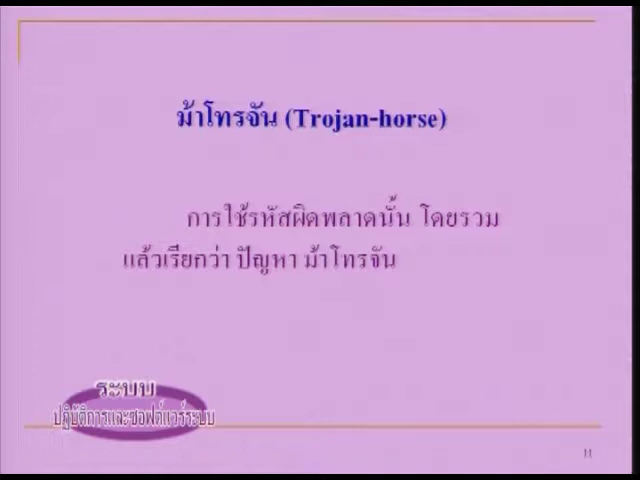 ม้าโทรจัน (Trojan-horse)
การใช้รหัสผิดพลาดนั้น โดยรวม
แล้วเรียกว่า ปัญหา ม้าโทรจัน
ระบบ
ปฏิบัติการและซอฟต์แวร์ระบบ
11